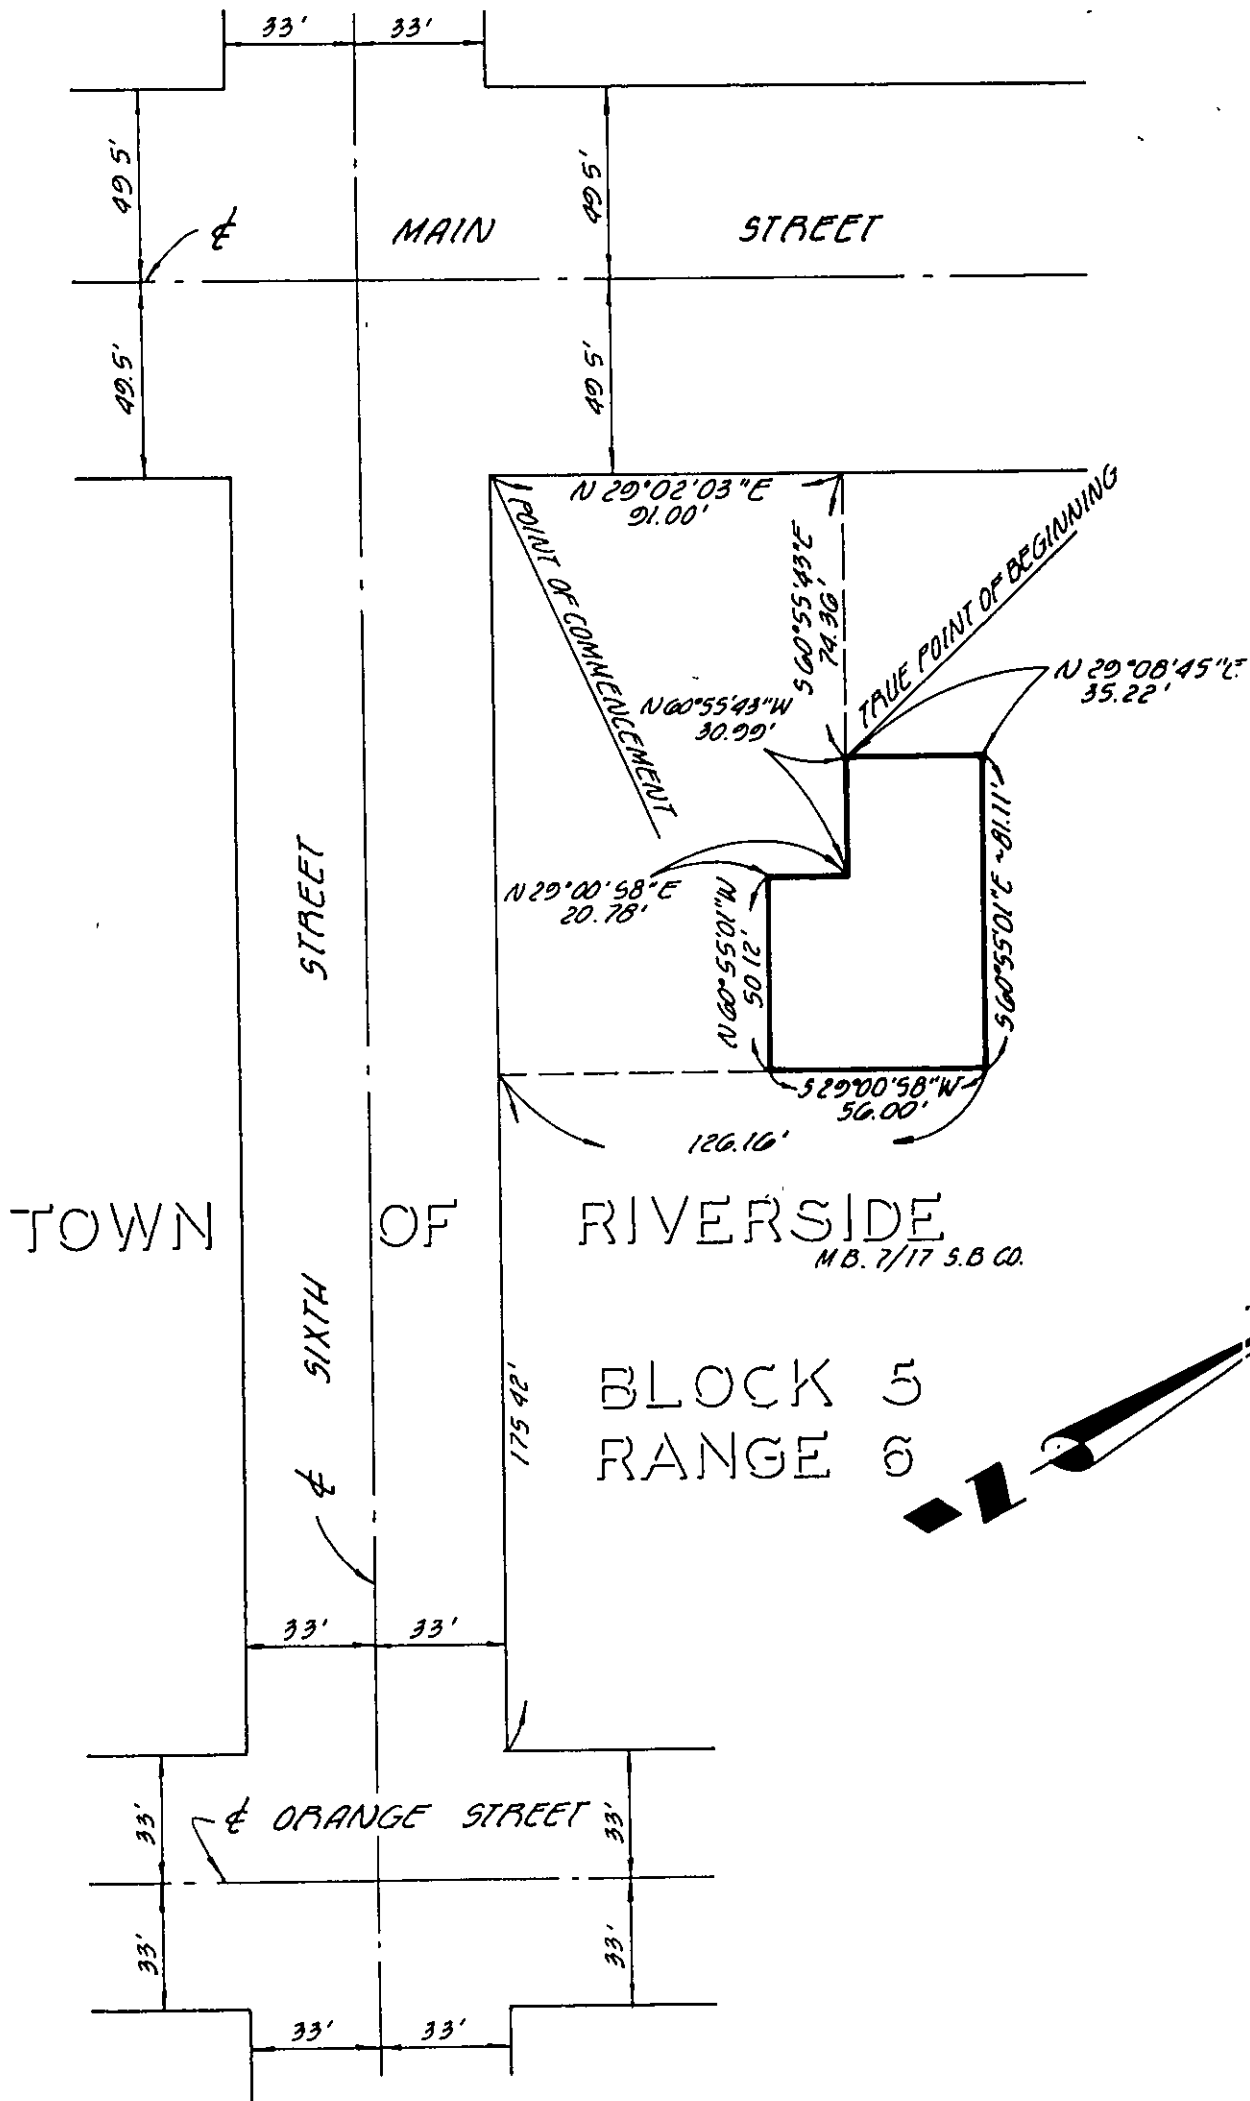 33' 33'
49 5' 49 5'
℄ MAIN STREET
49.5' 49 5'
N 29°02'03"E
91.00'
POINT OF COMMENCEMENT
S 60°55'43"E
74.36'
TRUE POINT OF BEGINNING
N 29°08'45"E
35.22'
N 60°55'43"W
30.99'
N 29°00'58"E
20.78'
N 60°55'01"W
50 12'
S 60°55'01"E ~81.11'
S 29°00'58"W
56.00'
126.16'
STREET
TOWN OF RIVERSIDE
M B. 7/17 S.B CO.
SIXTH
175 42'
BLOCK 5
RANGE 6
℄
33' 33'
33' 33'
℄ ORANGE STREET
33' 33'
33' 33'